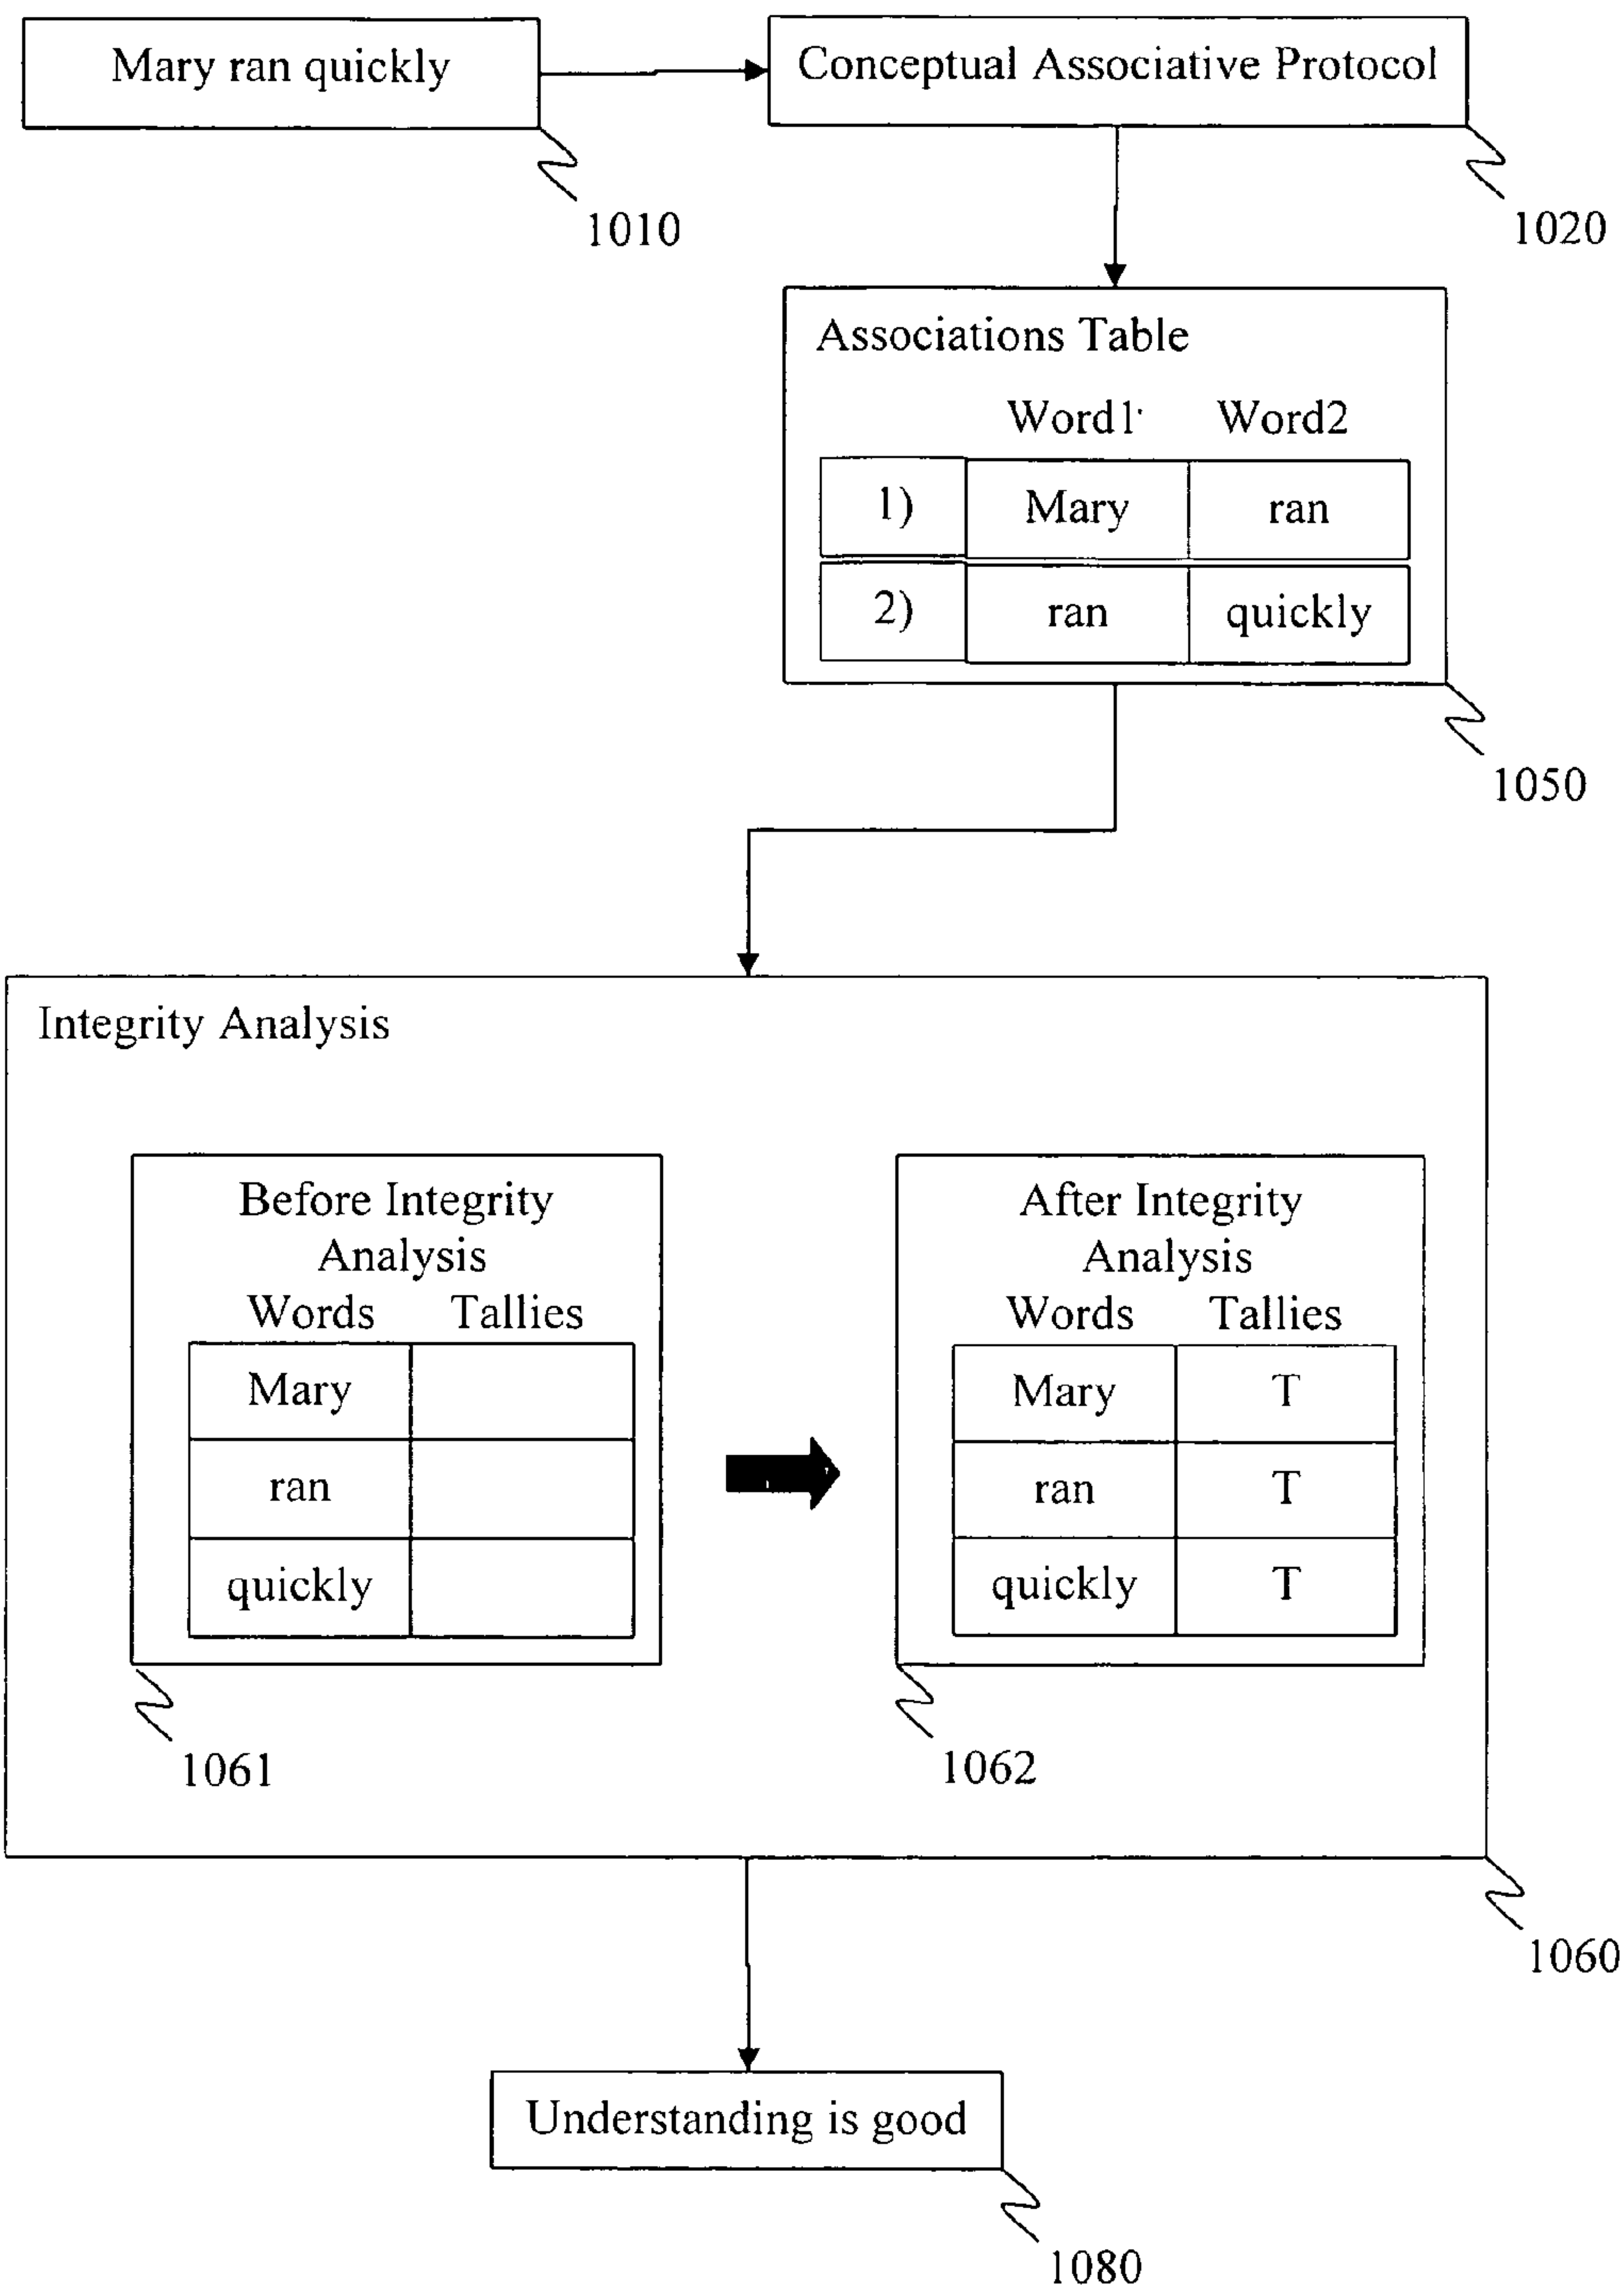 Mary ran quickly
Conceptual Associative Protocol
1010
1020
Associations Table
Word1 Word2
1) Mary ran
2) ran quickly
1050
Integrity Analysis
Before Integrity
Analysis
Words Tallies
Mary
ran
quickly
1061
After Integrity
Analysis
Words Tallies
Mary T
ran T
quickly T
1062
1060
Understanding is good
1080